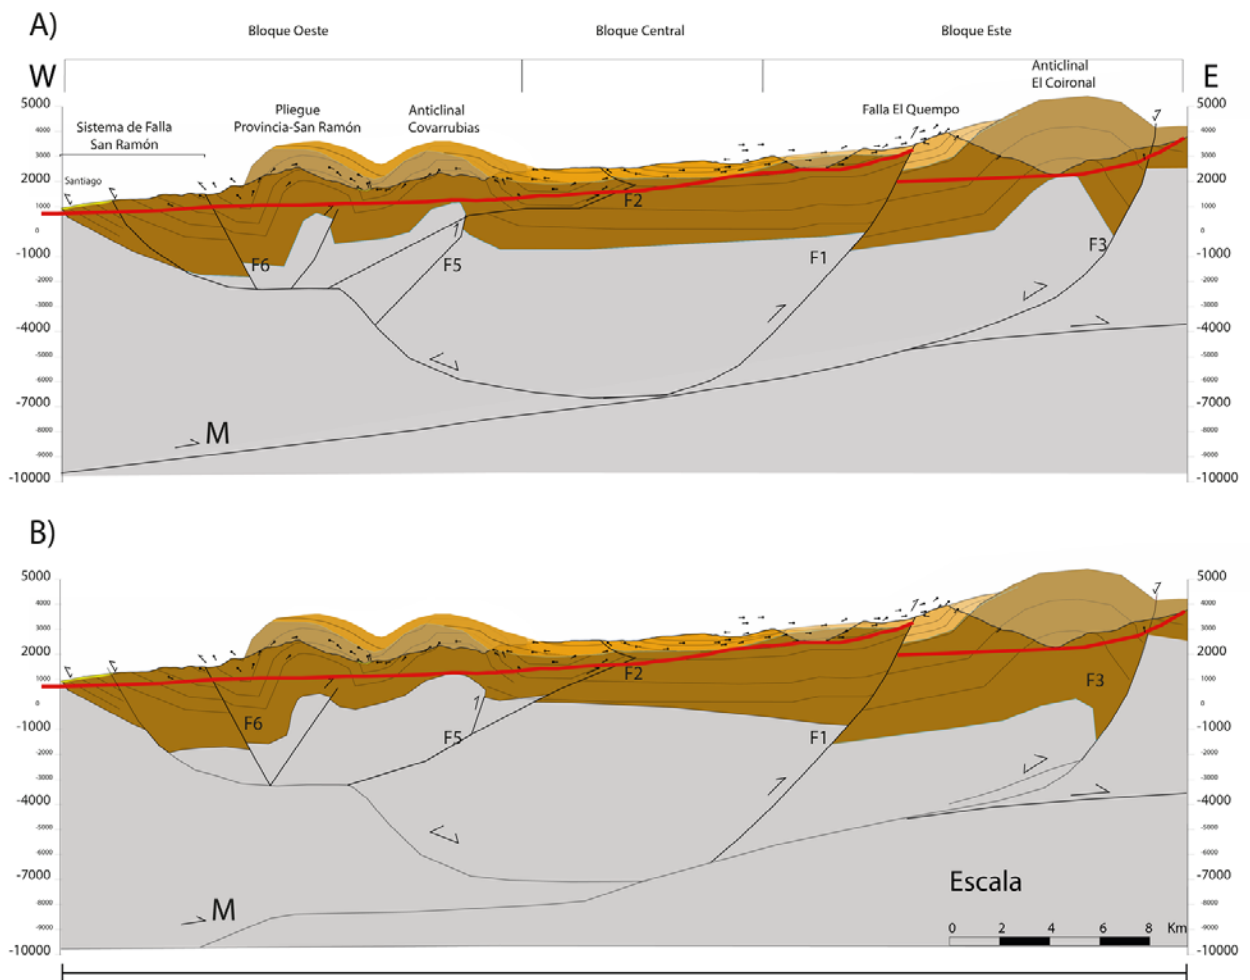 A)
Bloque Oeste Bloque Central Bloque Este
W E
Anticlinal
El Coironal
Sistema de Falla
San Ramón
Pliegue
Provincia-San Ramón
Anticlinal
Covarrubias
Falla El Quempo
Santiago
5000 5000
4000 4000
3000 3000
2000 2000
1000 1000
0 0
-1000 -1000
-2000 -2000
-3000 -3000
-4000 -4000
-5000 -5000
-6000 -6000
-7000 -7000
-8000 -8000
-9000 -9000
-10000 -10000
F6 F5 F2 F1 F3
M
B)
5000 5000
4000 4000
3000 3000
2000 2000
1000 1000
0 0
-1000 -1000
-2000 -2000
-3000 -3000
-4000 -4000
-5000 -5000
-6000 -6000
-7000 -7000
-8000 -8000
-9000 -9000
-10000 -10000
F6 F5 F2 F1 F3
M
Escala
0 2 4 6 8 Km